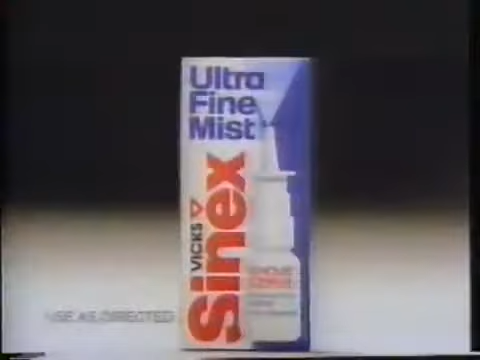 Ultra
Fine
Mist
VICKS
Sinex
USE AS DIRECTED